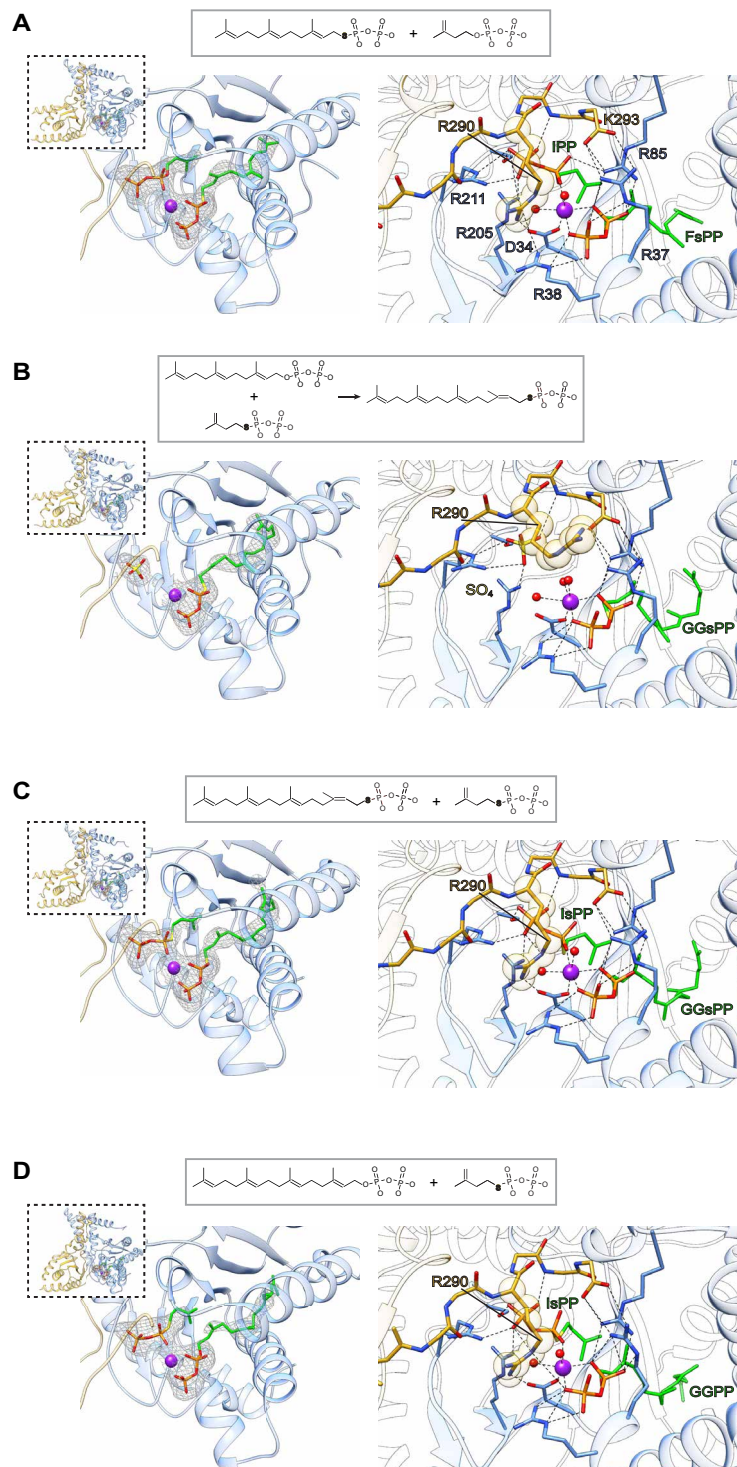 A
S P O P O O O O O + O P O P O O O O O
R290
K293
IPP
R85
R211
R205
D34
FsPP
R37
R38
B
O P O P O O O O O
+
S P O P O O O O O
S P O P O O O O O
R290
SO4
GGsPP
C
S P O P O O O O O + S P O P O O O O O
R290
IsPP
GGsPP
D
O P O P O O O O O + S P O P O O O O O
R290
IsPP
GGPP